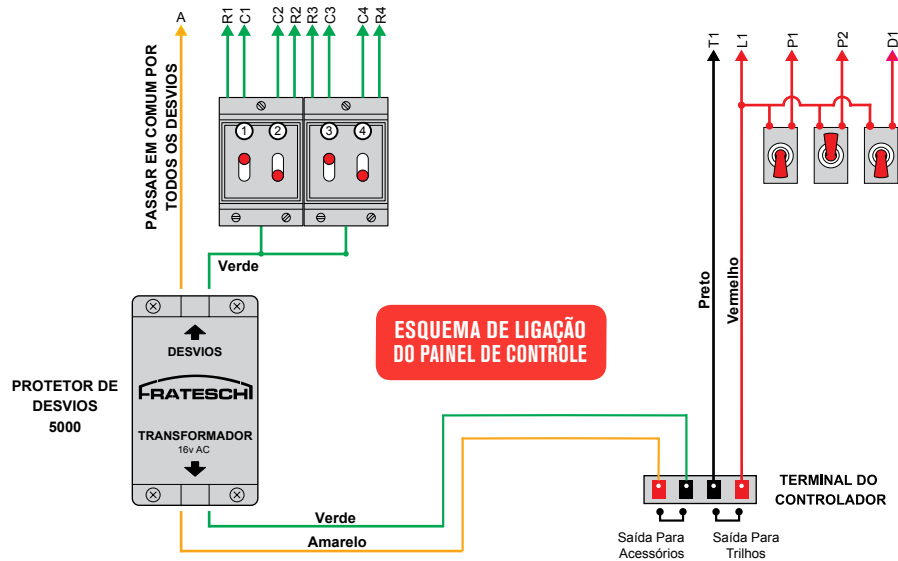 A
R1
C1
C2
R2
R3
C3
C4
R4
T1
L1
P1
P2
D1
PASSAR EM COMUM POR
TODOS OS DESVIOS
1
2
3
4
Verde
Preto
Vermelho
ESQUEMA DE LIGAÇÃO
DO PAINEL DE CONTROLE
PROTETOR DE
DESVIOS
5000
DESVIOS
FRATESCHI
TRANSFORMADOR
16v AC
TERMINAL DO
CONTROLADOR
Verde
Amarelo
Saída Para
Acessórios
Saída Para
Trilhos